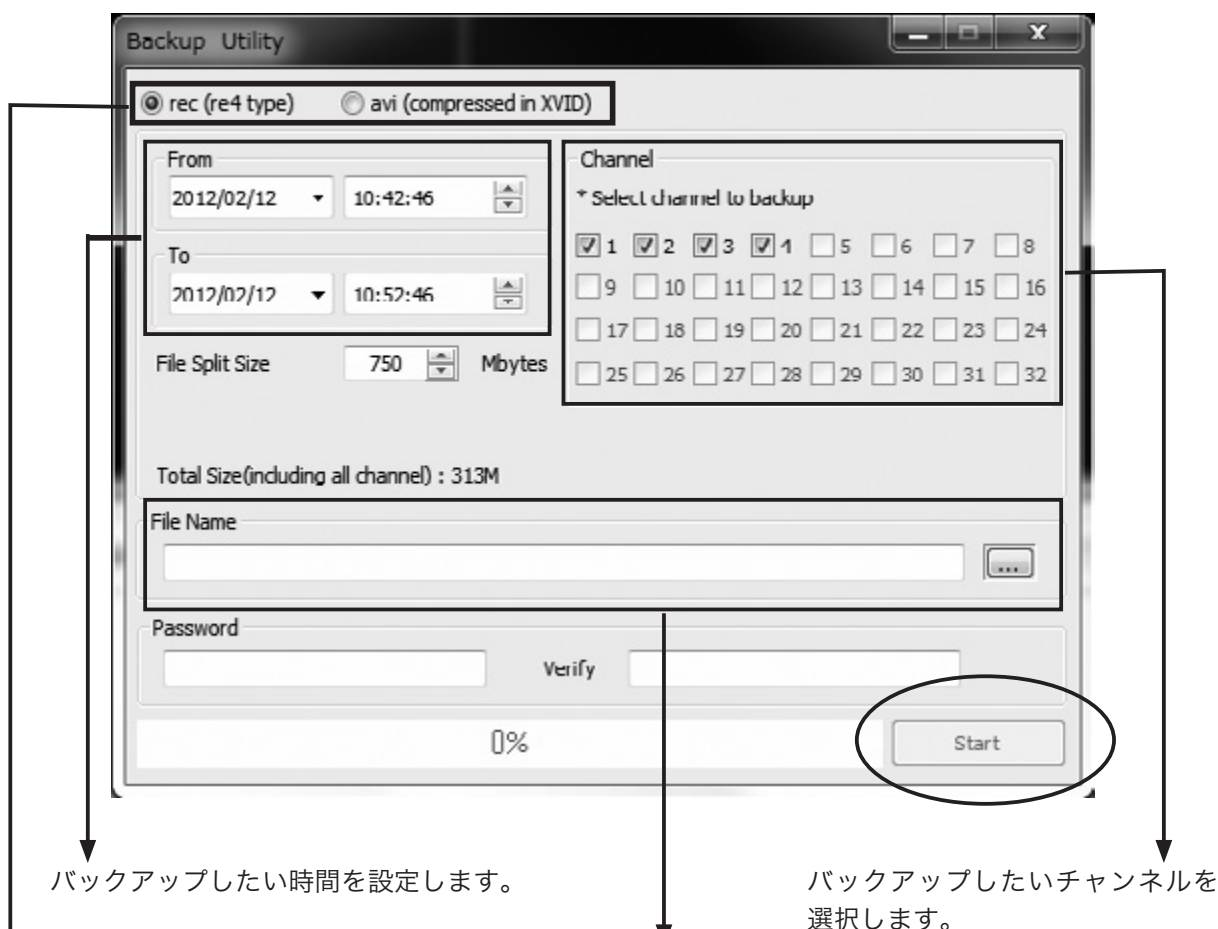 Backup Utility
rec (re4 type) avi (compressed in XVID)
From
2012/02/12 10:42:46
To
2012/02/12 10:52:46
File Split Size 750 Mbytes
Channel
* Select channel to backup
1 2 3 4 5 6 7 8
9 10 11 12 13 14 15 16
17 18 19 20 21 22 23 24
25 26 27 28 29 30 31 32
Total Size(including all channel) : 313M
File Name
...
Password
Verify
0% Start
バックアップしたい時間を設定します。
バックアップしたいチャンネルを
選択します。